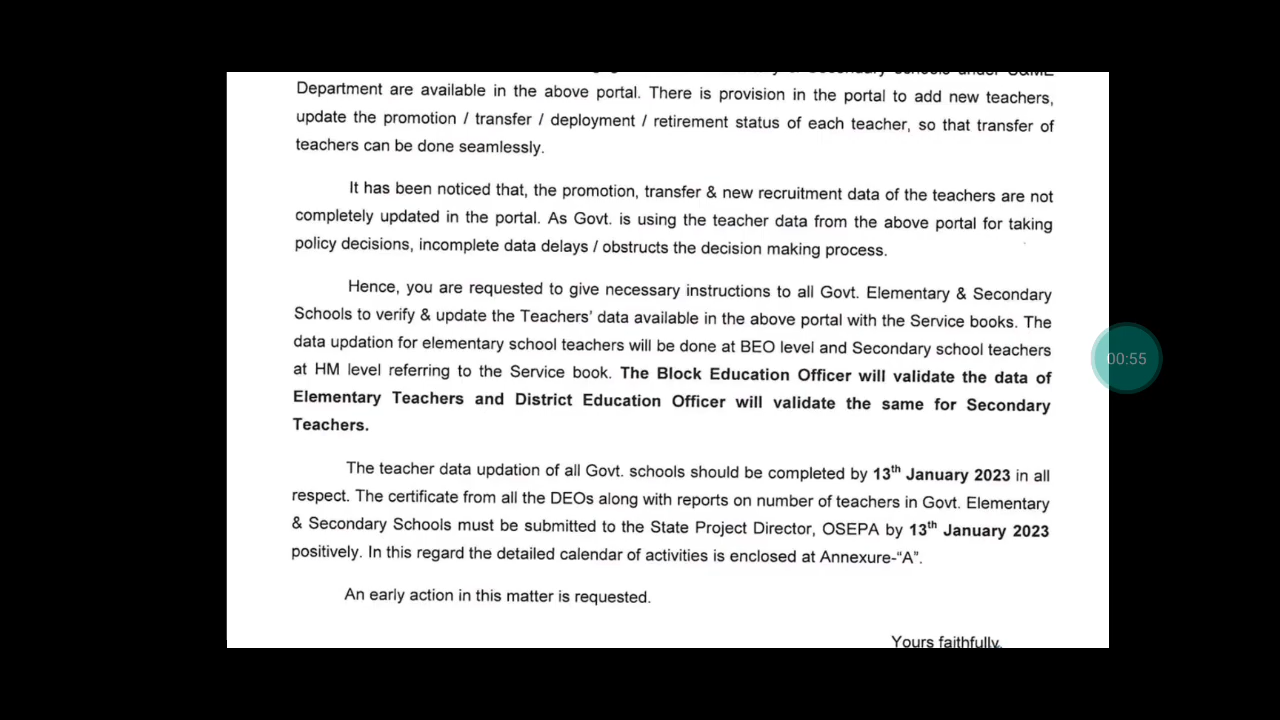 Secondary schools under S&ME
Department are available in the above portal. There is provision in the portal to add new teachers,
update the promotion / transfer / deployment / retirement status of each teacher, so that transfer of
teachers can be done seamlessly.
It has been noticed that, the promotion, transfer & new recruitment data of the teachers are not
completely updated in the portal. As Govt. is using the teacher data from the above portal for taking
policy decisions, incomplete data delays / obstructs the decision making process.
Hence, you are requested to give necessary instructions to all Govt. Elementary & Secondary
Schools to verify & update the Teachers' data available in the above portal with the Service books. The
data updation for elementary school teachers will be done at BEO level and Secondary school teachers
at HM level referring to the Service book. The Block Education Officer will validate the data of
Elementary Teachers and District Education Officer will validate the same for Secondary
Teachers.
The teacher data updation of all Govt. schools should be completed by 13th January 2023 in all
respect. The certificate from all the DEOs along with reports on number of teachers in Govt. Elementary
& Secondary Schools must be submitted to the State Project Director, OSEPA by 13th January 2023
positively. In this regard the detailed calendar of activities is enclosed at Annexure-“A”.
An early action in this matter is requested.
Yours faithfully,
00:55